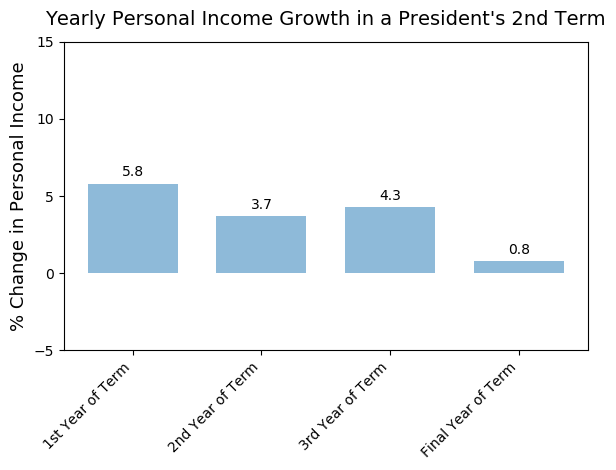 Yearly Personal Income Growth in a President's 2nd Term
% Change in Personal Income
15
10
5
0
−5
5.8
3.7
4.3
0.8
1st Year of Term
2nd Year of Term
3rd Year of Term
Final Year of Term